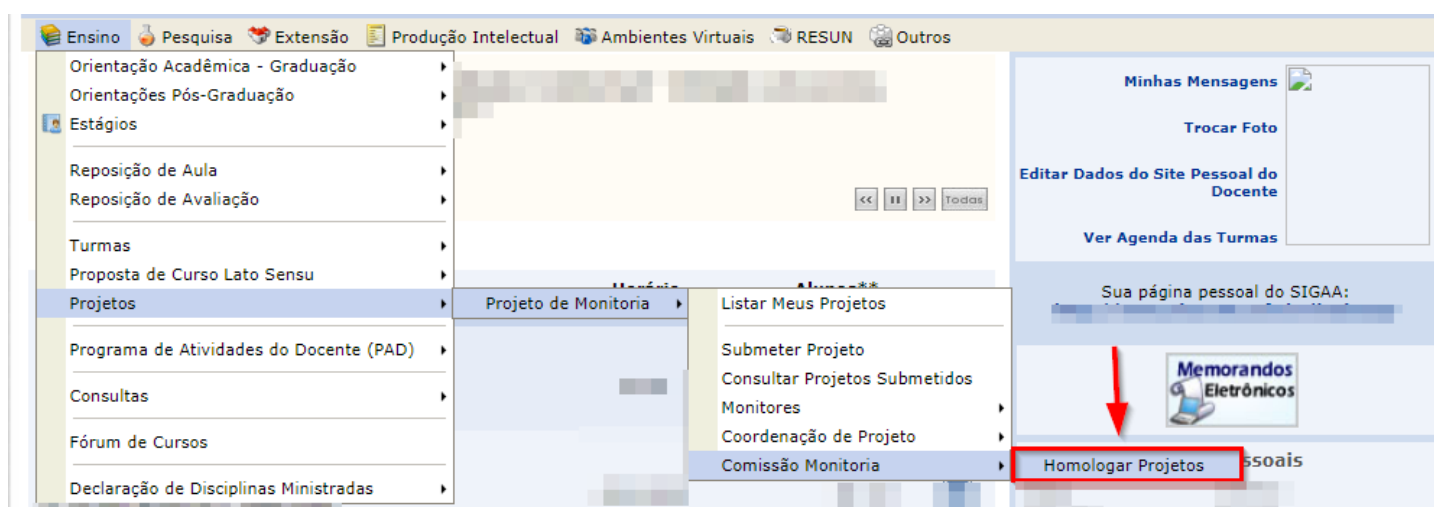 Ensino Pesquisa Extensão Produção Intelectual Ambientes Virtuais RESUN Outros
Orientação Acadêmica - Graduação
Orientações Pós-Graduação
Estágios
Reposição de Aula
Reposição de Avaliação
Turmas
Proposta de Curso Lato Sensu
Projetos
Programa de Atividades do Docente (PAD)
Consultas
Fórum de Cursos
Declaração de Disciplinas Ministradas
Projeto de Monitoria
Listar Meus Projetos
Submeter Projeto
Consultar Projetos Submetidos
Monitores
Coordenação de Projeto
Comissão Monitoria
Homologar Projetos
<< >> Todas
Minhas Mensagens
Trocar Foto
Editar Dados do Site Pessoal do
Docente
Ver Agenda das Turmas
Sua página pessoal do SIGAA:
Memorandos
Eletrônicos